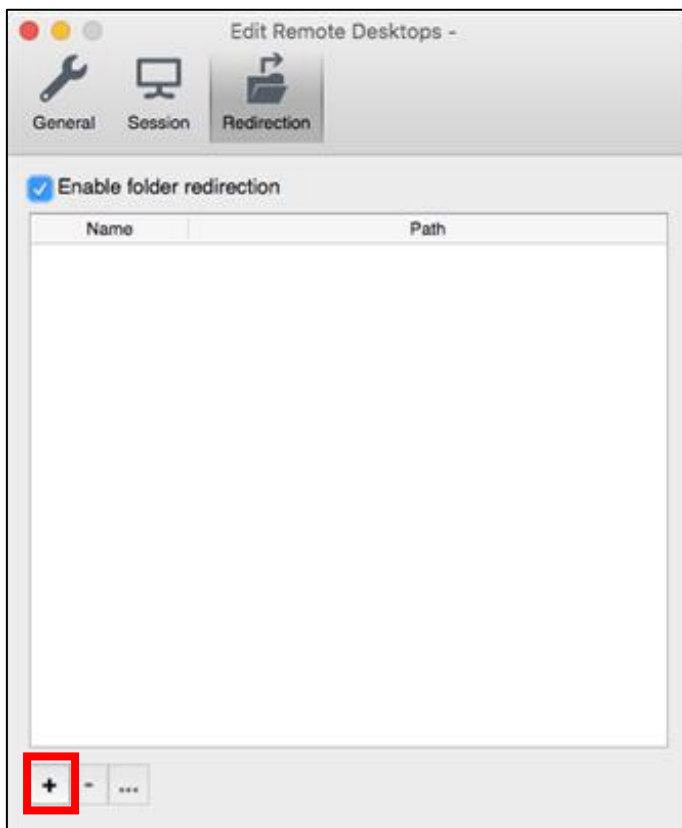 Edit Remote Desktops -
General Session Redirection
Enable folder redirection
Name Path
+ - ...